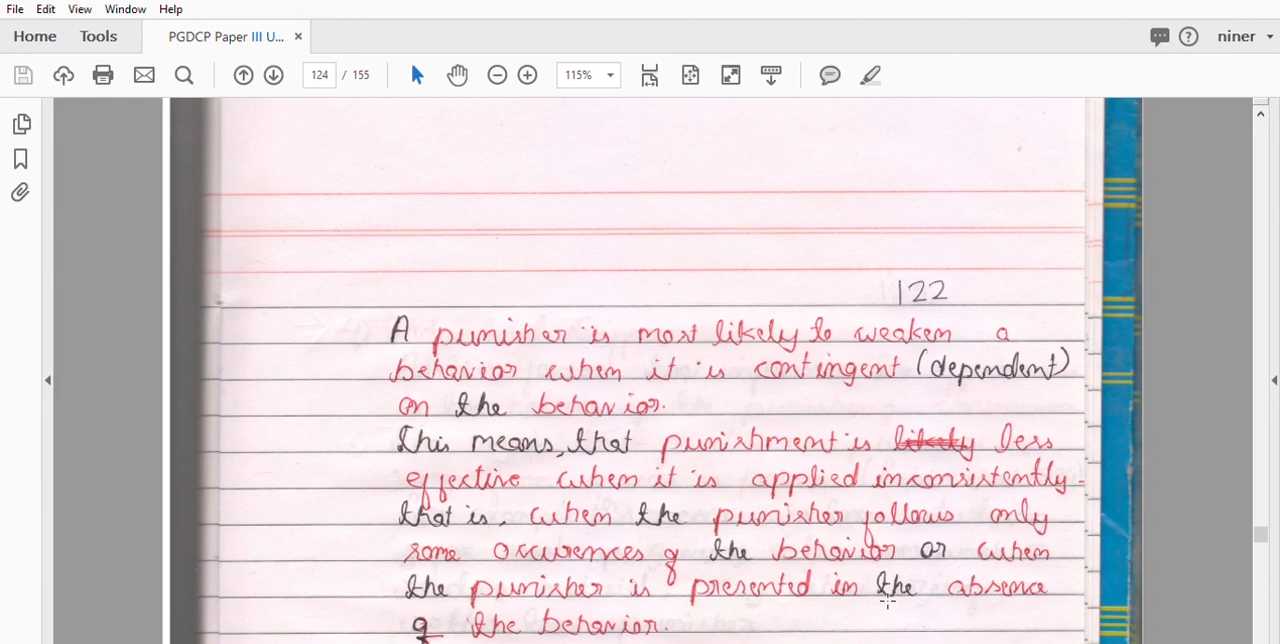 File Edit View Window Help
Home Tools PGDCP Paper III U... × niner
124 / 155 115%
122
A punisher is most likely to weaken a
behavior when it is contingent (dependent)
on the behavior.
This means, that punishment is likely less
effective when it is applied inconsistently-
that is, when the punisher follows only
some occurences of the behavior or when
the punisher is presented in the absence
of the behavior.